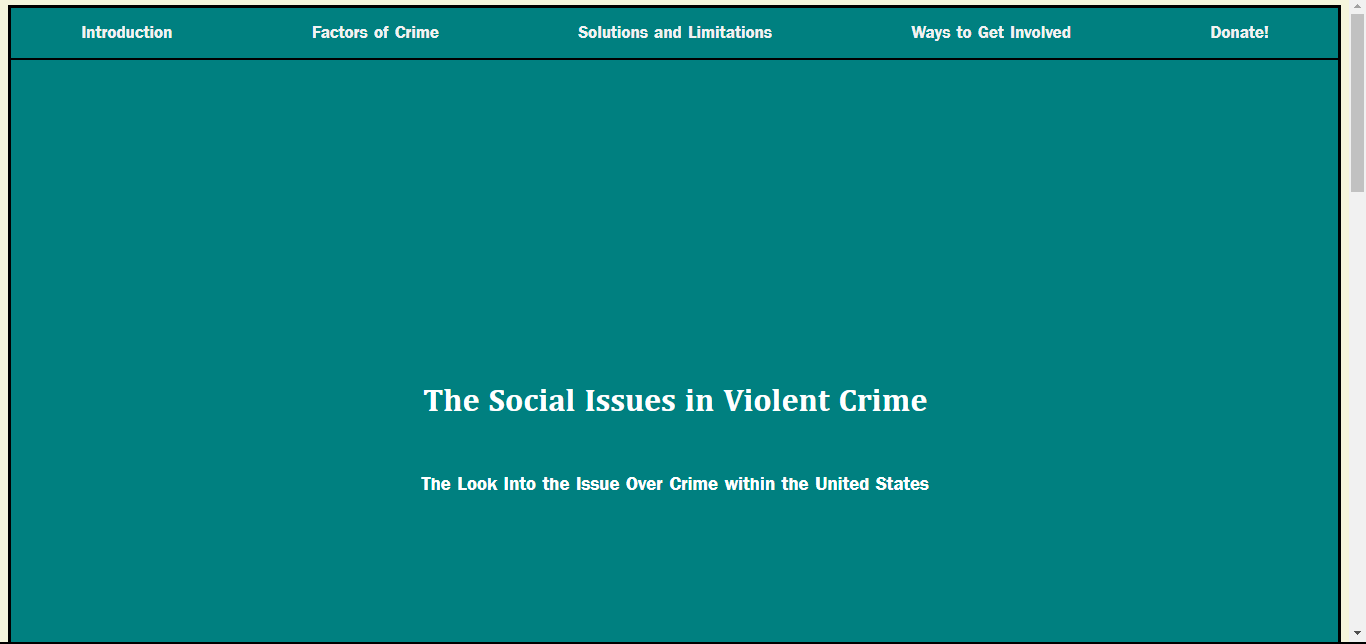 Introduction Factors of Crime Solutions and Limitations Ways to Get Involved Donate!
The Social Issues in Violent Crime
The Look Into the Issue Over Crime within the United States